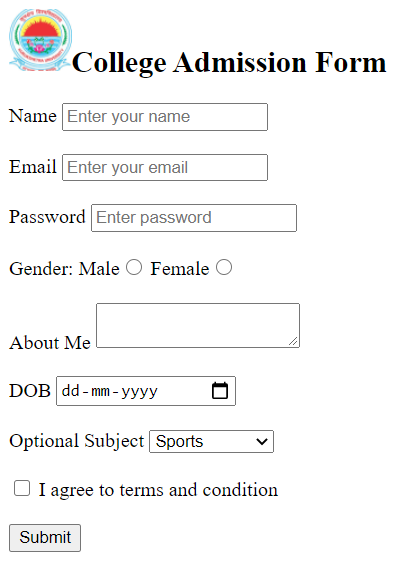 College Admission Form
Name Enter your name
Email Enter your email
Password Enter password
Gender: Male Female
About Me
DOB dd-mm-yyyy
Optional Subject Sports
I agree to terms and condition
Submit